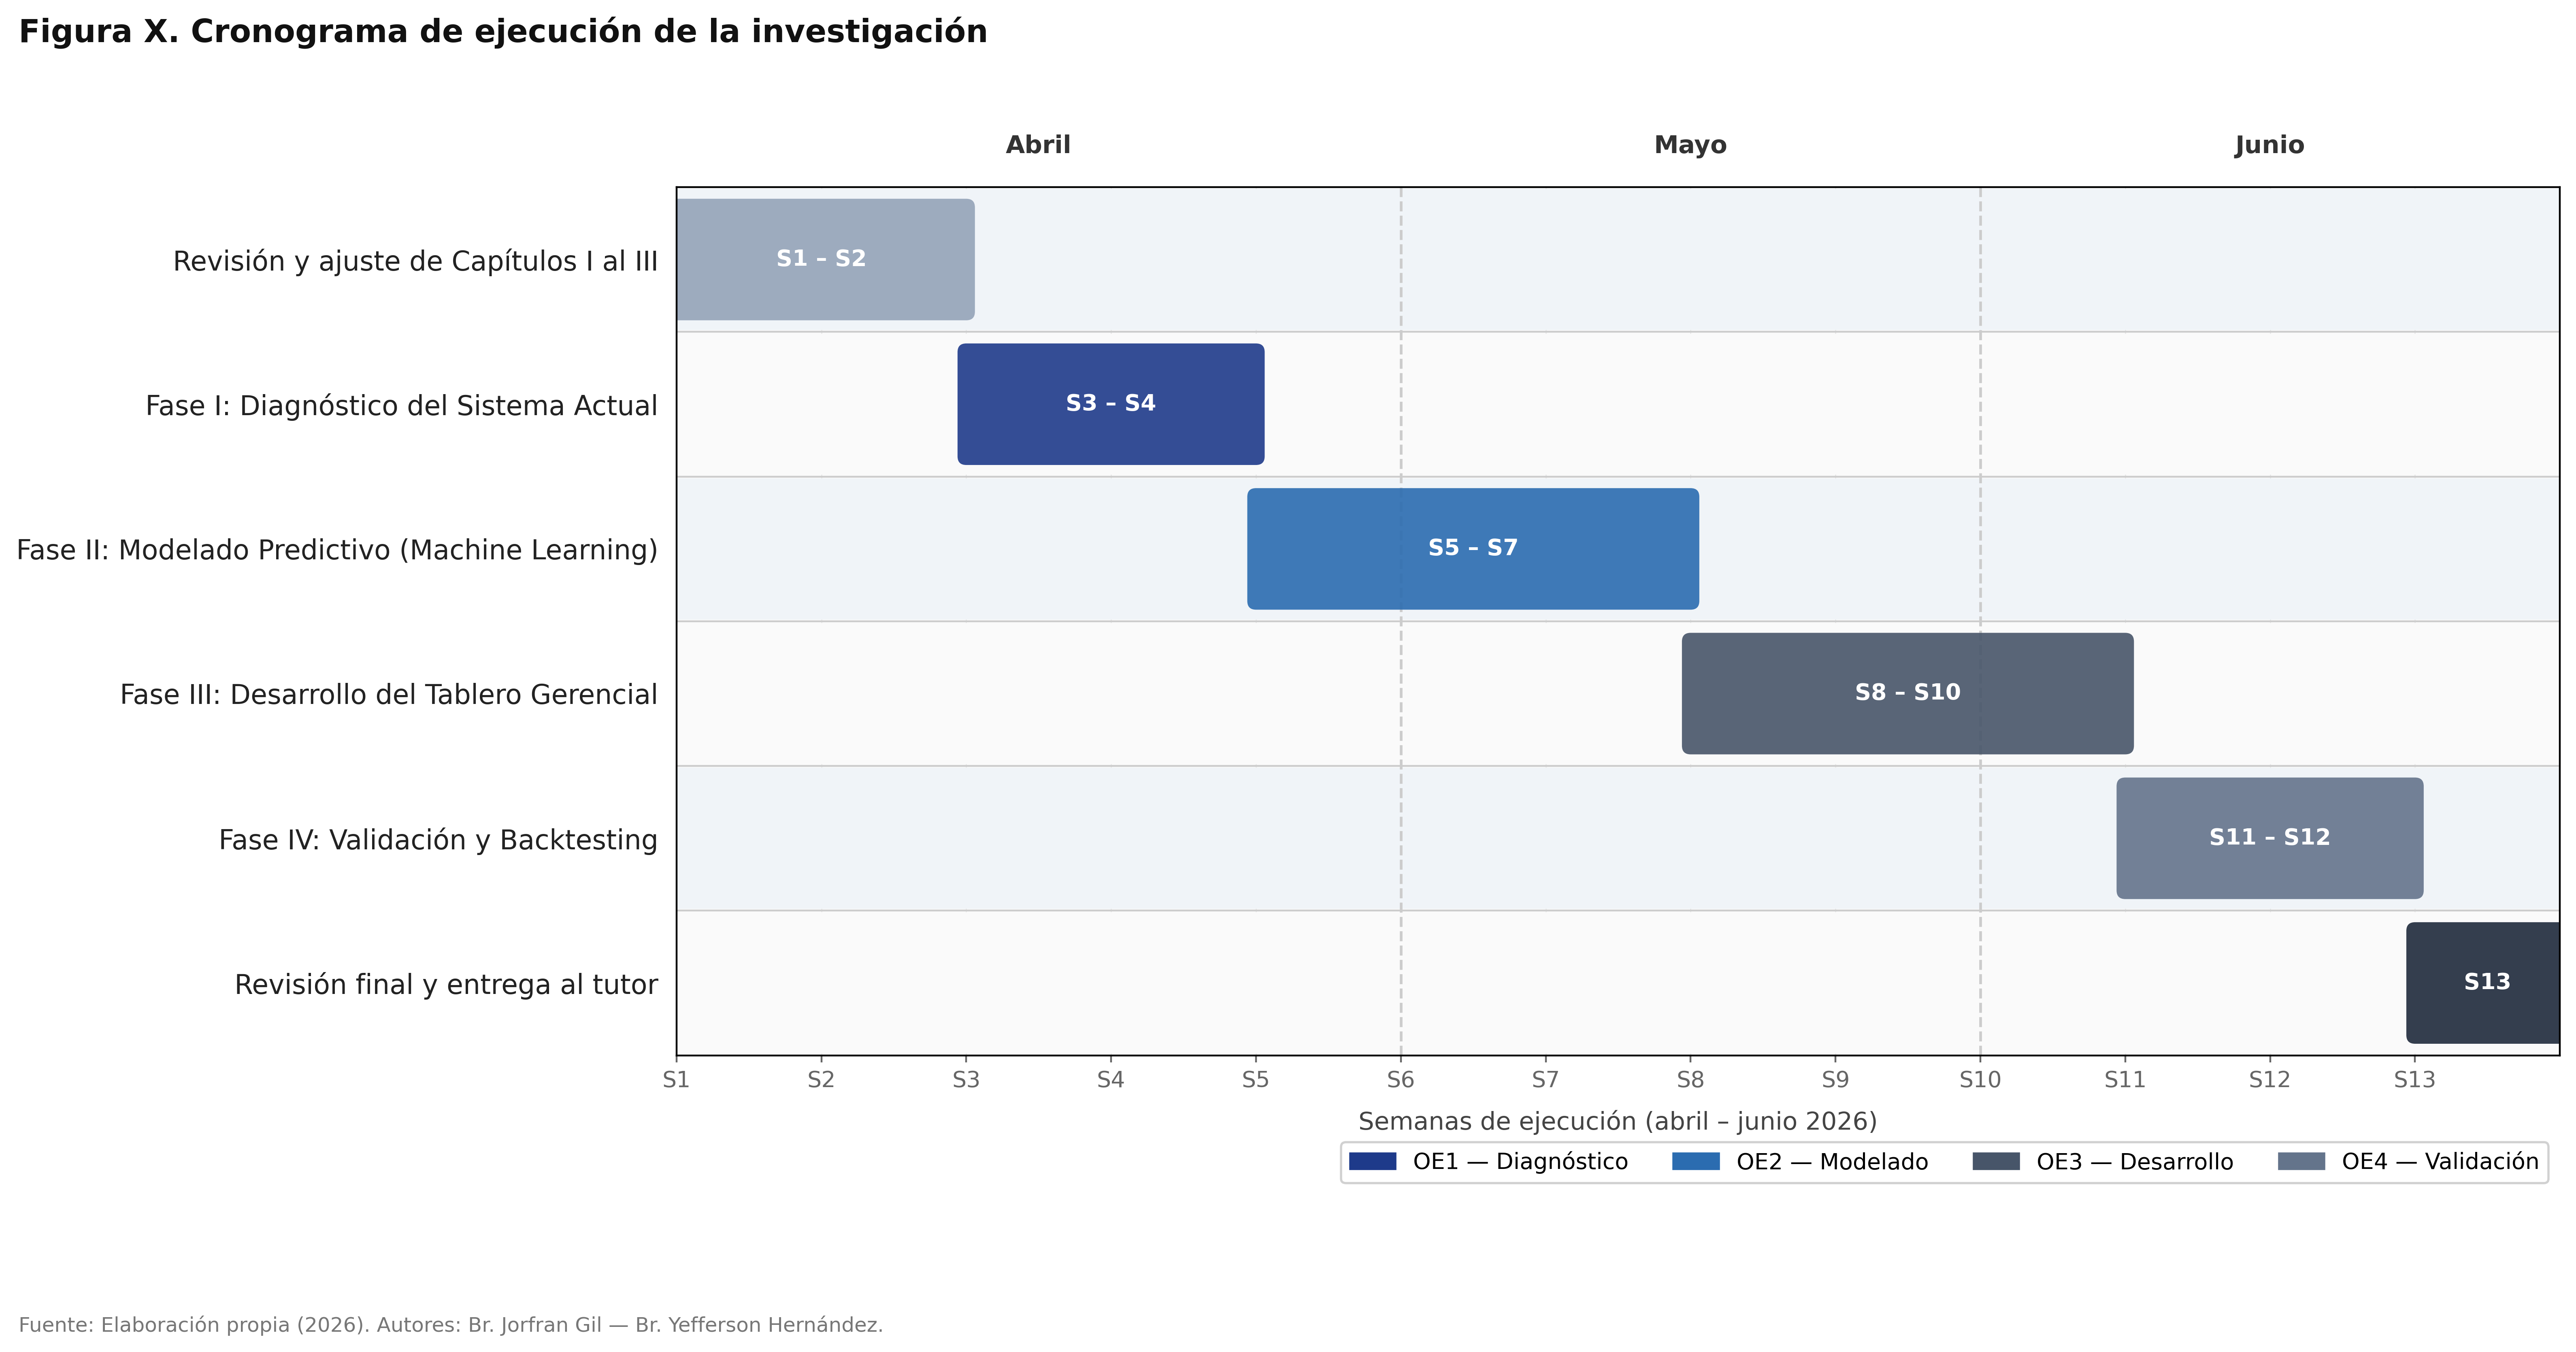 Figura X. Cronograma de ejecución de la investigación
Abril Mayo Junio
Revisión y ajuste de Capítulos I al III
S1 – S2
Fase I: Diagnóstico del Sistema Actual
S3 – S4
Fase II: Modelado Predictivo (Machine Learning)
S5 – S7
Fase III: Desarrollo del Tablero Gerencial
S8 – S10
Fase IV: Validación y Backtesting
S11 – S12
Revisión final y entrega al tutor
S13
S1 S2 S3 S4 S5 S6 S7 S8 S9 S10 S11 S12 S13
Semanas de ejecución (abril – junio 2026)
OE1 — Diagnóstico OE2 — Modelado OE3 — Desarrollo OE4 — Validación
Fuente: Elaboración propia (2026). Autores: Br. Jorfran Gil — Br. Yefferson Hernández.